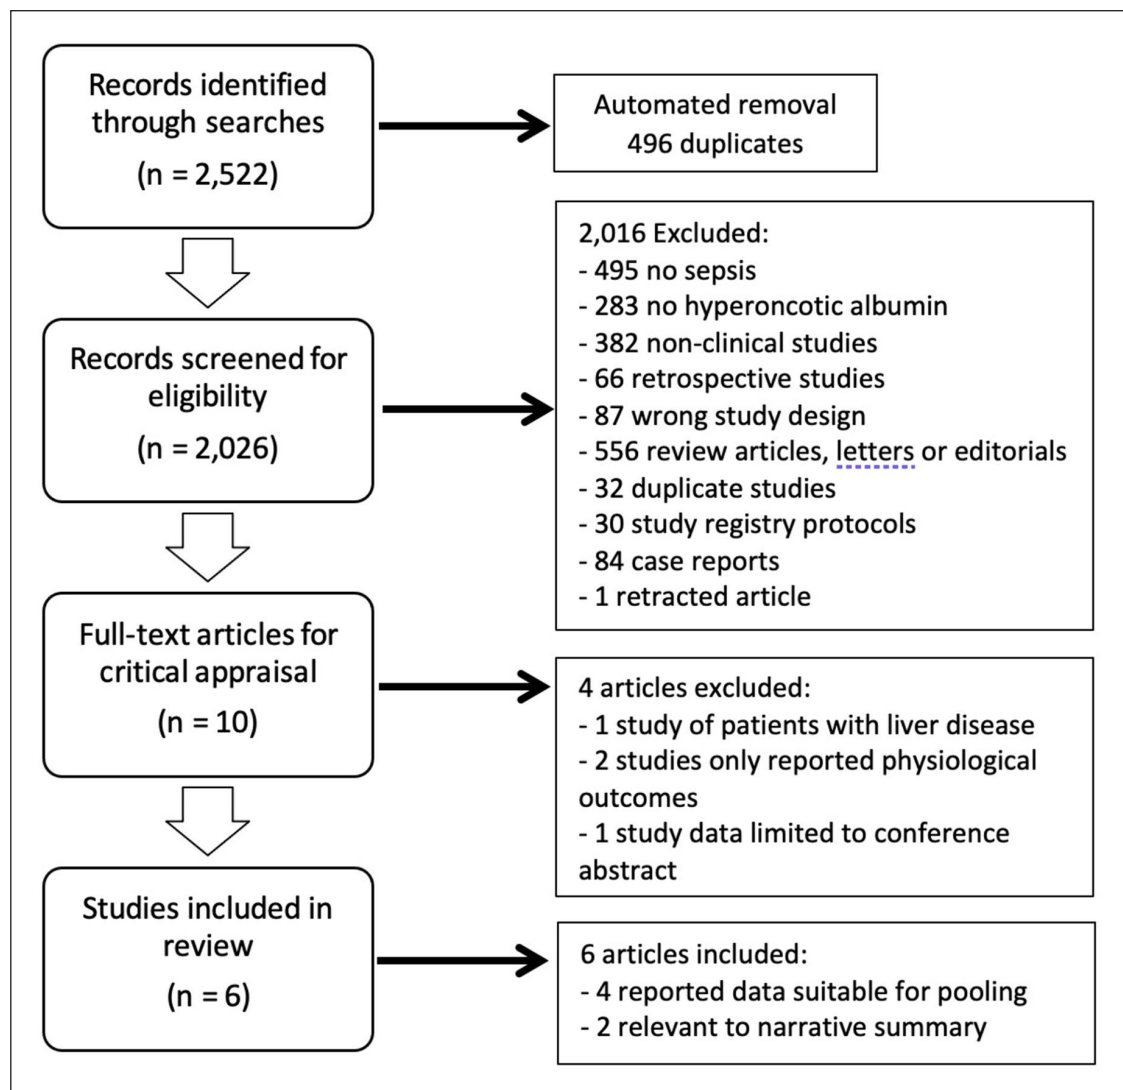 Records identified
through searches
(n = 2,522)
Automated removal
496 duplicates
2,016 Excluded:
- 495 no sepsis
- 283 no hyperoncotic albumin
- 382 non-clinical studies
- 66 retrospective studies
- 87 wrong study design
- 556 review articles, letters or editorials
- 32 duplicate studies
- 30 study registry protocols
- 84 case reports
- 1 retracted article
Records screened for
eligibility
(n = 2,026)
Full-text articles for
critical appraisal
(n = 10)
4 articles excluded:
- 1 study of patients with liver disease
- 2 studies only reported physiological
outcomes
- 1 study data limited to conference
abstract
Studies included in
review
(n = 6)
6 articles included:
- 4 reported data suitable for pooling
- 2 relevant to narrative summary